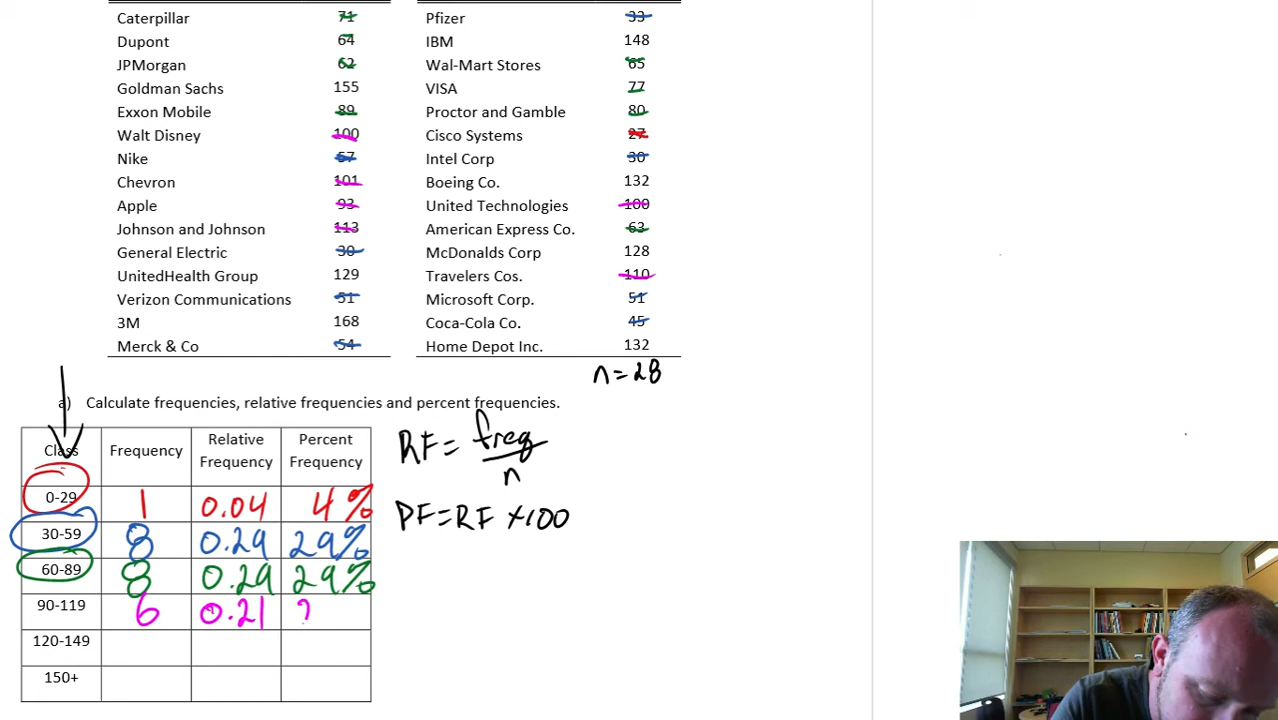 Caterpillar 71 Pfizer 33
Dupont 64 IBM 148
JPMorgan 62 Wal-Mart Stores 65
Goldman Sachs 155 VISA 77
Exxon Mobile 89 Proctor and Gamble 80
Walt Disney 100 Cisco Systems 27
Nike 57 Intel Corp 30
Chevron 101 Boeing Co. 132
Apple 93 United Technologies 100
Johnson and Johnson 113 American Express Co. 63
General Electric 30 McDonalds Corp 128
UnitedHealth Group 129 Travelers Cos. 110
Verizon Communications 51 Microsoft Corp. 51
3M 168 Coca-Cola Co. 45
Merck & Co 54 Home Depot Inc. 132
n=28
a) Calculate frequencies, relative frequencies and percent frequencies.
Class Frequency Relative Frequency Percent Frequency
0-29 1 0.04 4%
30-59 8 0.29 29%
60-89 8 0.29 29%
90-119 6 0.21
120-149
150+
RF = freq
n
PF=RF ×100